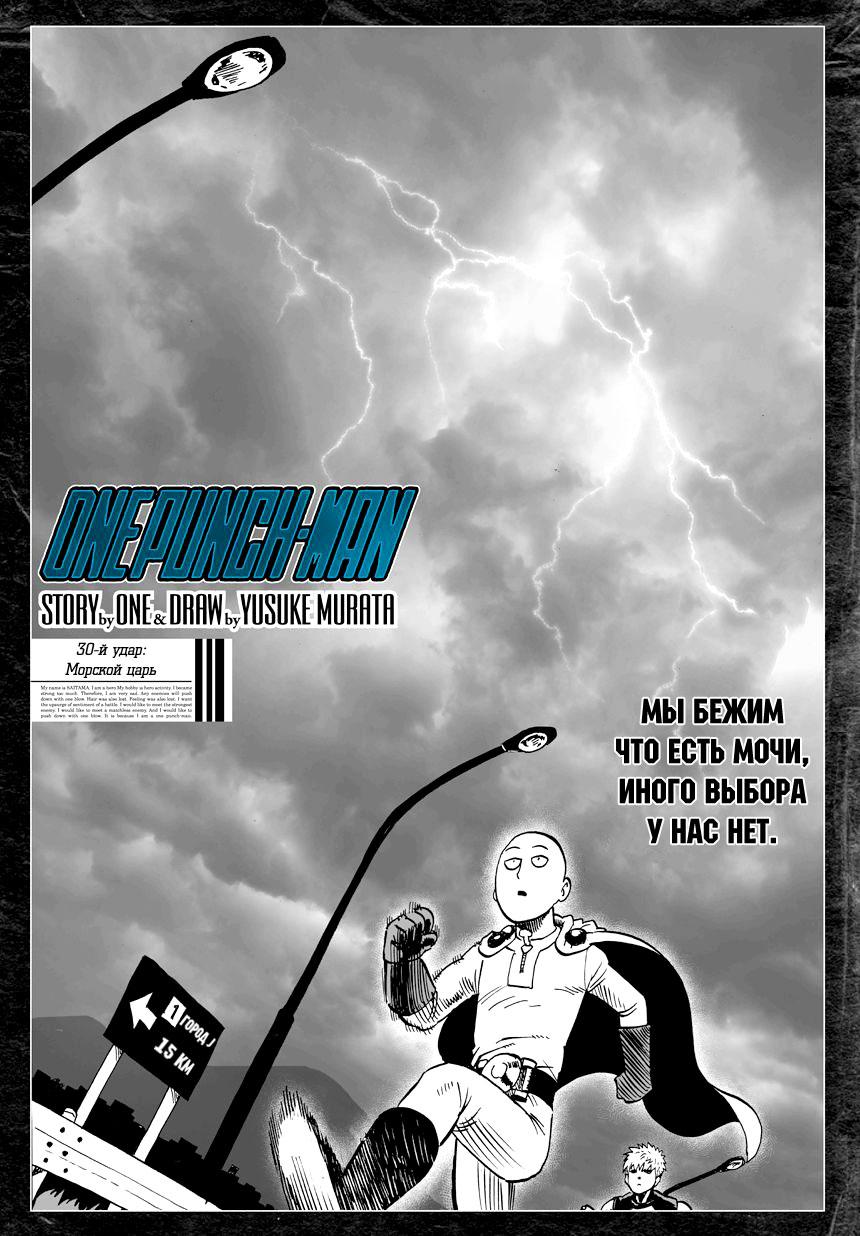 ONE PUNCH-MAN
STORY by ONE & DRAW by YUSUKE MURATA
30-й удар:
Морской царь
My name is SAITAMA. I am a hero My hobby is hero activity. I became
strong too much. Therefore, I am very sad. Any enemies will push
down with one blow. Hair was also lost. Feeling was also lost. I want
the upsurge of sentiment of a battle. I would like to meet the strongest
enemy. I would like to meet a matchless enemy. And I would like to
push down with one blow. It is because I am a one punch-man.
МЫ БЕЖИМ
ЧТО ЕСТЬ МОЧИ,
ИНОГО ВЫБОРА
У НАС НЕТ.
1 ГОРОД J
15 КМ